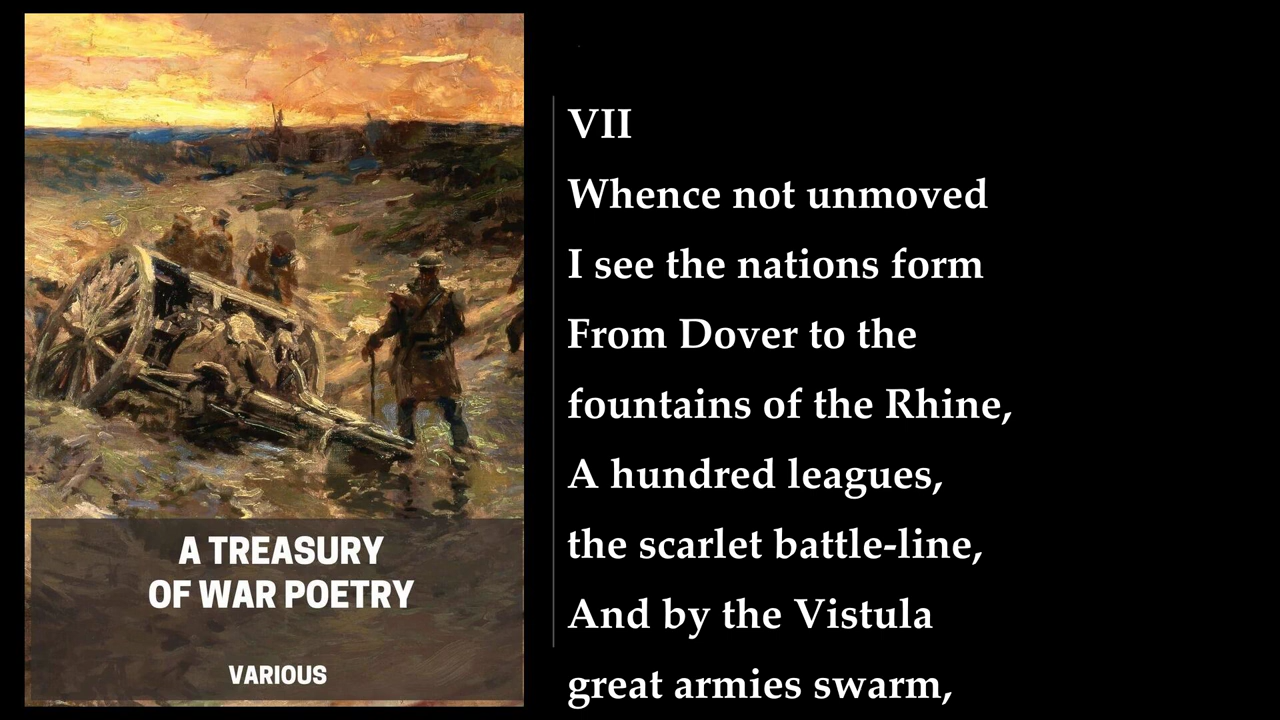 A TREASURY
OF WAR POETRY
VARIOUS
VII
Whence not unmoved
I see the nations form
From Dover to the
fountains of the Rhine,
A hundred leagues,
the scarlet battle-line,
And by the Vistula
great armies swarm,